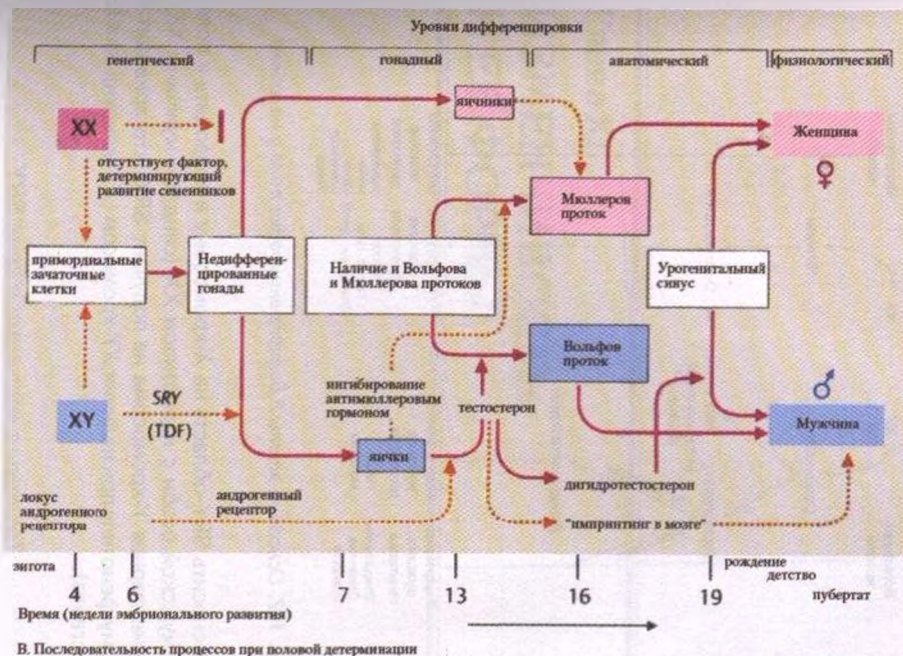 Уровни дифференцировки
генетический
гонадный
анатомический
физиологический
XX
отсутствует фактор,
детерминирующий
развитие семенников
яичники
Женщина
♀
Мюллеров
проток
примордиальные
зачаточные
клетки
Недифферен-
цированные
гонады
Наличие и Вольфова
и Мюллерова протоков
Урогенитальный
синус
Вольфов
проток
XY
SRY
(TDF)
ингибирование
антимюллеровым
гормоном
тестостерон
♂
Мужчина
яички
дигидротестостерон
локус
андрогенного
рецептора
андрогенный
рецептор
"импринтинг в мозге"
зигота
4
6
7
13
16
19
рождение
детство
пубертат
Время (недели эмбрионального развития)
В. Последовательность процессов при половой детерминации